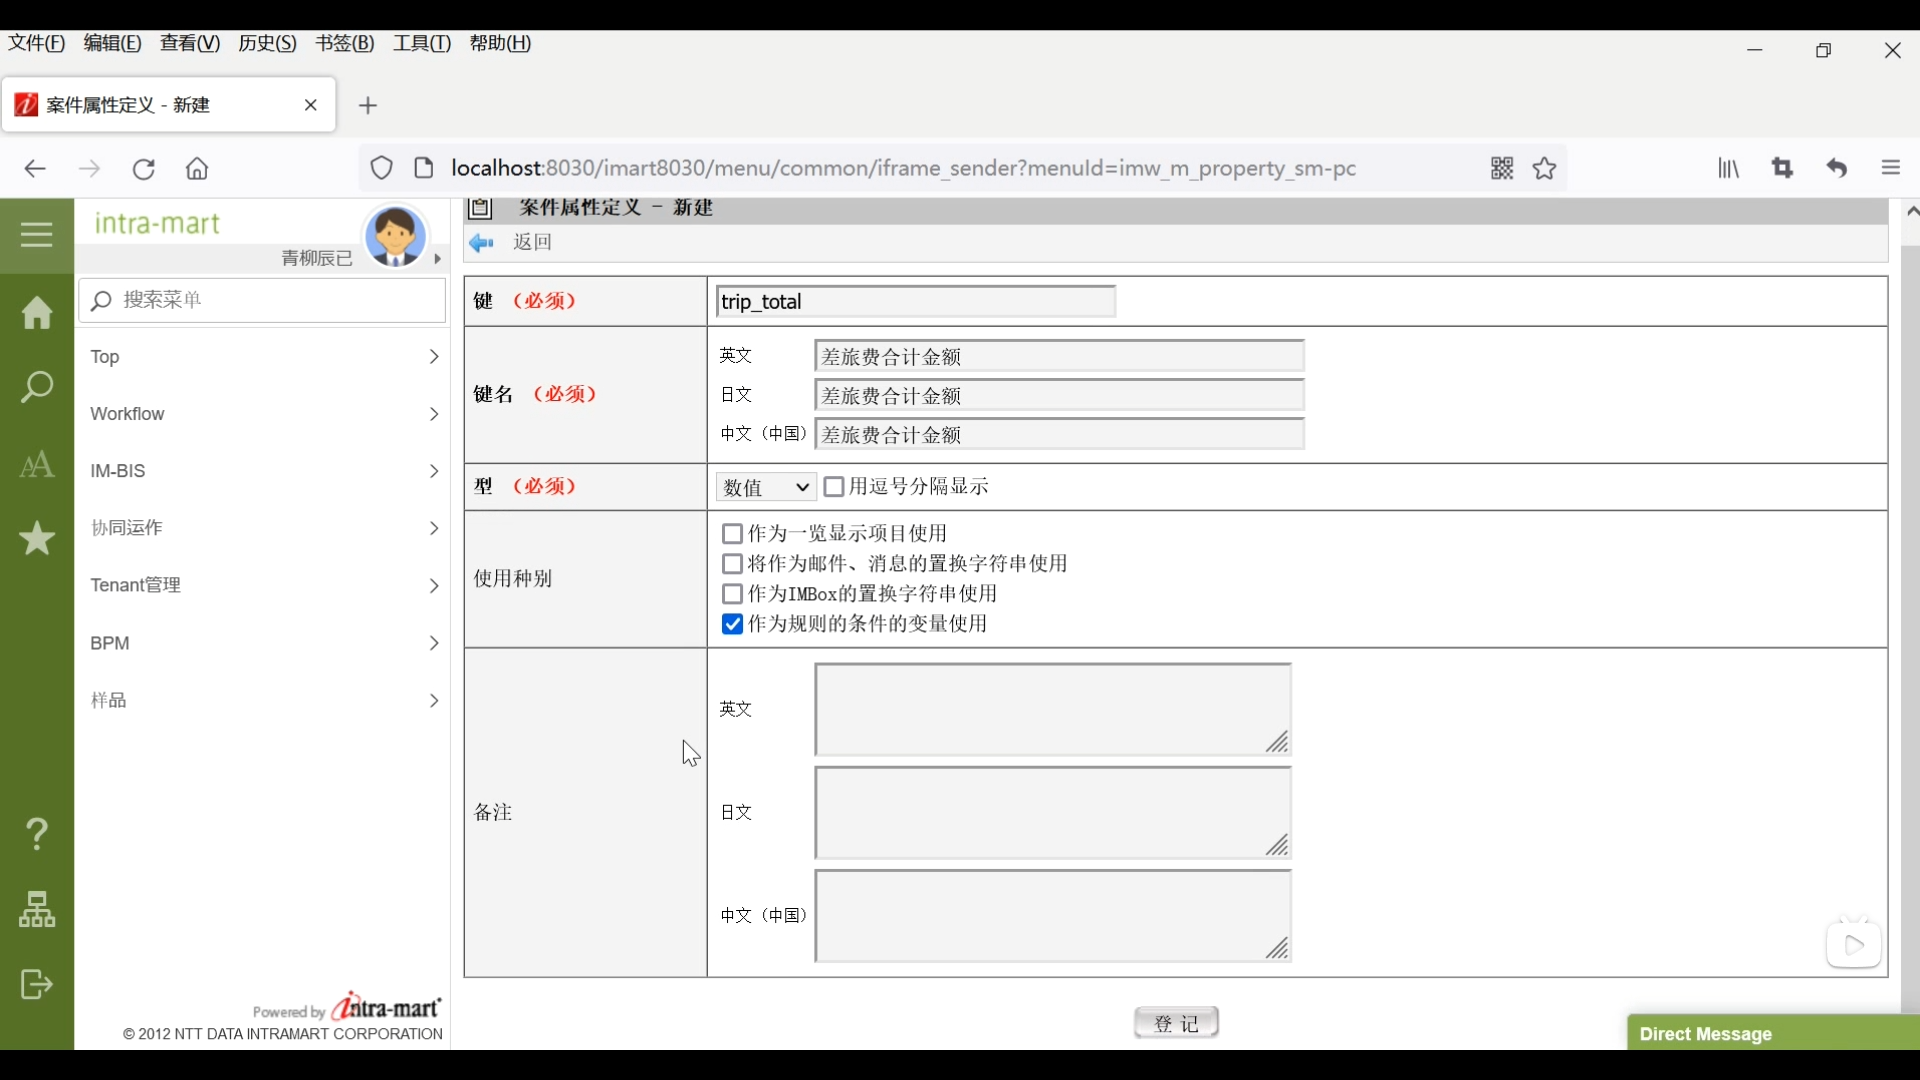 文件(F) 编辑(E) 查看(V) 历史(S) 书签(B) 工具(T) 帮助(H)
案件属性定义 - 新建
localhost:8030/imart8030/menu/common/iframe_sender?menuId=imw_m_property_sm-pc
intra-mart
青柳辰已
搜索菜单
Top
Workflow
IM-BIS
协同运作
Tenant管理
BPM
样品
Powered by intra-mart
© 2012 NTT DATA INTRAMART CORPORATION
案件属性定义 - 新建
返回
键 （必须） trip_total
键名 （必须）
英文 差旅费合计金额
日文 差旅费合计金额
中文（中国） 差旅费合计金额
型 （必须） 数值 用逗号分隔显示
使用种别
作为一览显示项目使用
将作为邮件、消息的置换字符串使用
作为IMBox的置换字符串使用
作为规则的条件的变量使用
备注
英文
日文
中文（中国）
登 记
Direct Message